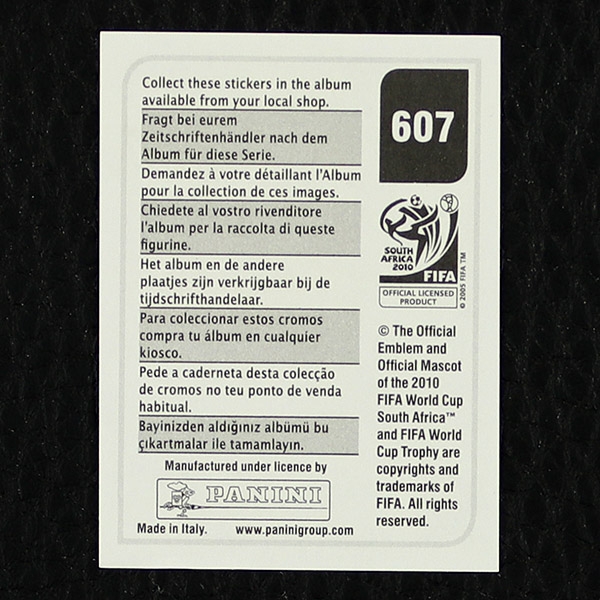 Collect these stickers in the album
available from your local shop.
Fragt bei eurem
Zeitschriftenhändler nach dem
Album für diese Serie.
Demandez à votre détaillant l'Album
pour la collection de ces images.
Chiedete al vostro rivenditore
l'album per la raccolta di queste
figurine.
Het album en de andere
plaatjes zijn verkrijgbaar bij de
tijdschrifthandelaar.
Para coleccionar estos cromos
compra tu álbum en cualquier
kiosco.
Pede a caderneta desta colecção
de cromos no teu ponto de venda
habitual.
Bayinizden aldığınız albümü bu
çıkartmalar ile tamamlayın.
Manufactured under licence by
PANINI
Made in Italy. www.paninigroup.com
607
SOUTH
AFRICA
2010
FIFA
OFFICIAL LICENSED
PRODUCT
© 2005 FIFA TM
© The Official
Emblem and
Official Mascot
of the 2010
FIFA World Cup
South Africa™
and FIFA World
Cup Trophy are
copyrights and
trademarks of
FIFA. All rights
reserved.